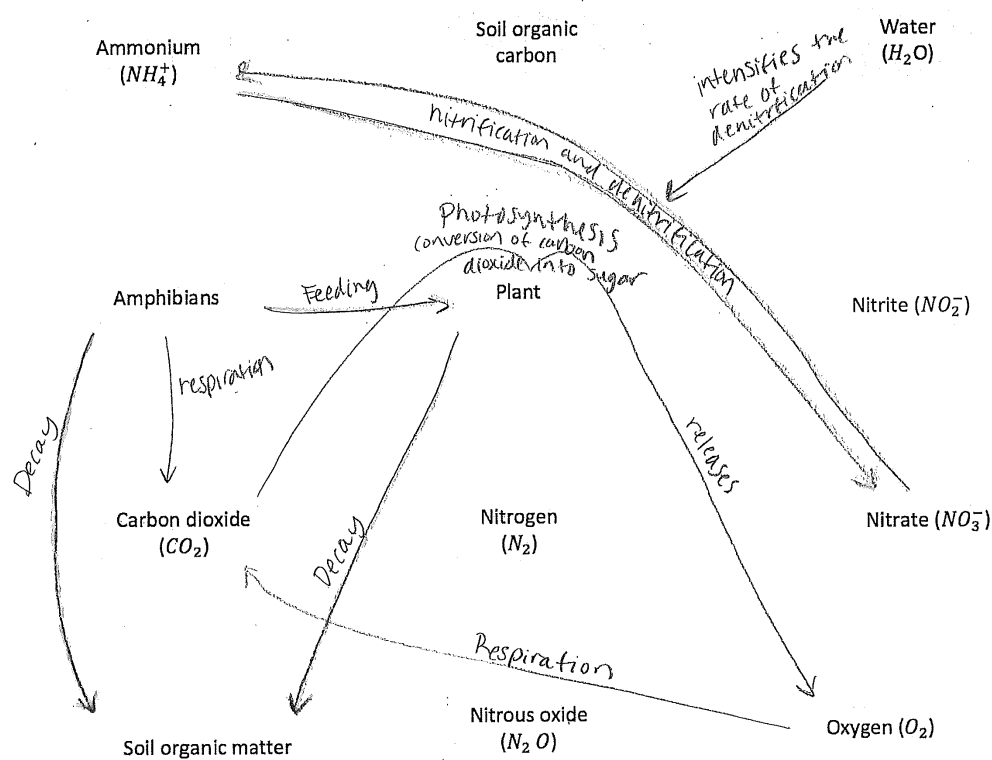 Ammonium
(NH₄⁺)
Soil organic
carbon
Water
(H₂O)
intensifies the
rate of
denitrification
nitrification and denitrification
Photosynthesis
conversion of carbon
dioxide into sugar
Plant
Amphibians
Feeding
Nitrite (NO₂⁻)
respiration
Decay
releases
Carbon dioxide
(CO₂)
Nitrogen
(N₂)
Nitrate (NO₃⁻)
Decay
Respiration
Soil organic matter
Nitrous oxide
(N₂ O)
Oxygen (O₂)